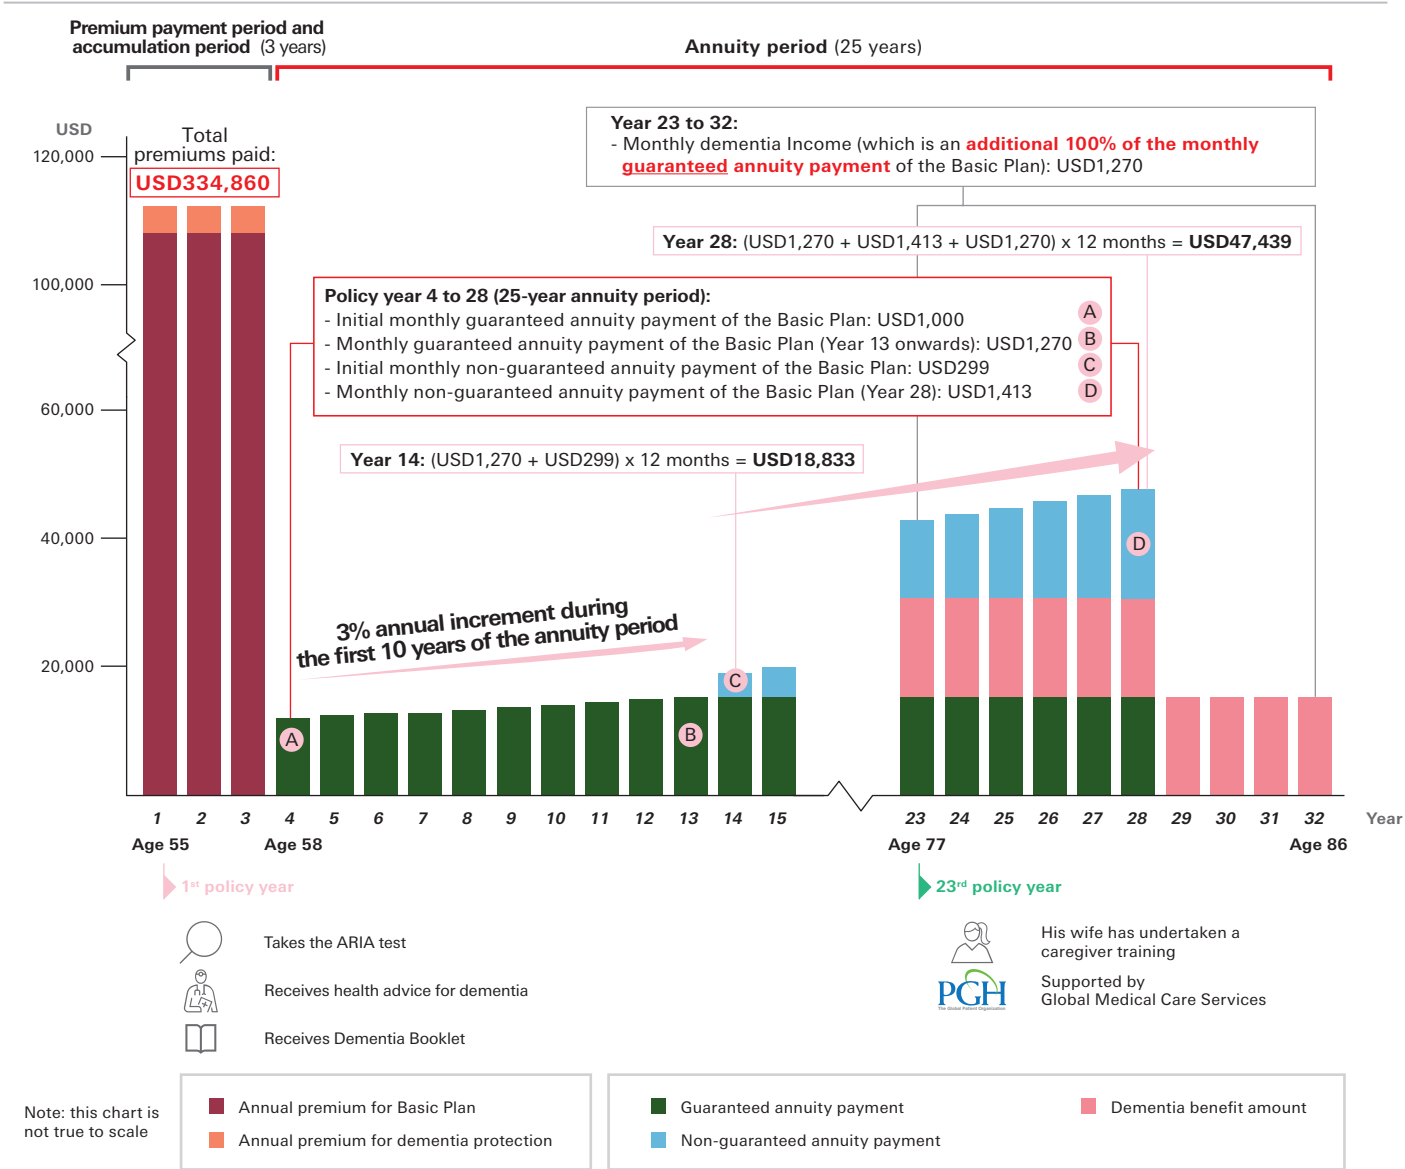 Premium payment period and
accumulation period (3 years)
Annuity period (25 years)
USD
120,000
100,000
60,000
40,000
20,000
Total
premiums paid:
USD334,860
Year 23 to 32:
- Monthly dementia Income (which is an additional 100% of the monthly
guaranteed annuity payment of the Basic Plan): USD1,270
Year 28: (USD1,270 + USD1,413 + USD1,270) x 12 months = USD47,439
Policy year 4 to 28 (25-year annuity period):
- Initial monthly guaranteed annuity payment of the Basic Plan: USD1,000 A
- Monthly guaranteed annuity payment of the Basic Plan (Year 13 onwards): USD1,270 B
- Initial monthly non-guaranteed annuity payment of the Basic Plan: USD299 C
- Monthly non-guaranteed annuity payment of the Basic Plan (Year 28): USD1,413 D
Year 14: (USD1,270 + USD299) x 12 months = USD18,833
3% annual increment during
the first 10 years of the annuity period
D
C
B
A
1 2 3 4 5 6 7 8 9 10 11 12 13 14 15 23 24 25 26 27 28 29 30 31 32 Year
Age 55 Age 58 Age 77 Age 86
1st policy year
23rd policy year
Takes the ARIA test
Receives health advice for dementia
Receives Dementia Booklet
His wife has undertaken a
caregiver training
PGH
The Global Patient Organization
Supported by
Global Medical Care Services
Note: this chart is
not true to scale
Annual premium for Basic Plan
Annual premium for dementia protection
Guaranteed annuity payment
Non-guaranteed annuity payment
Dementia benefit amount